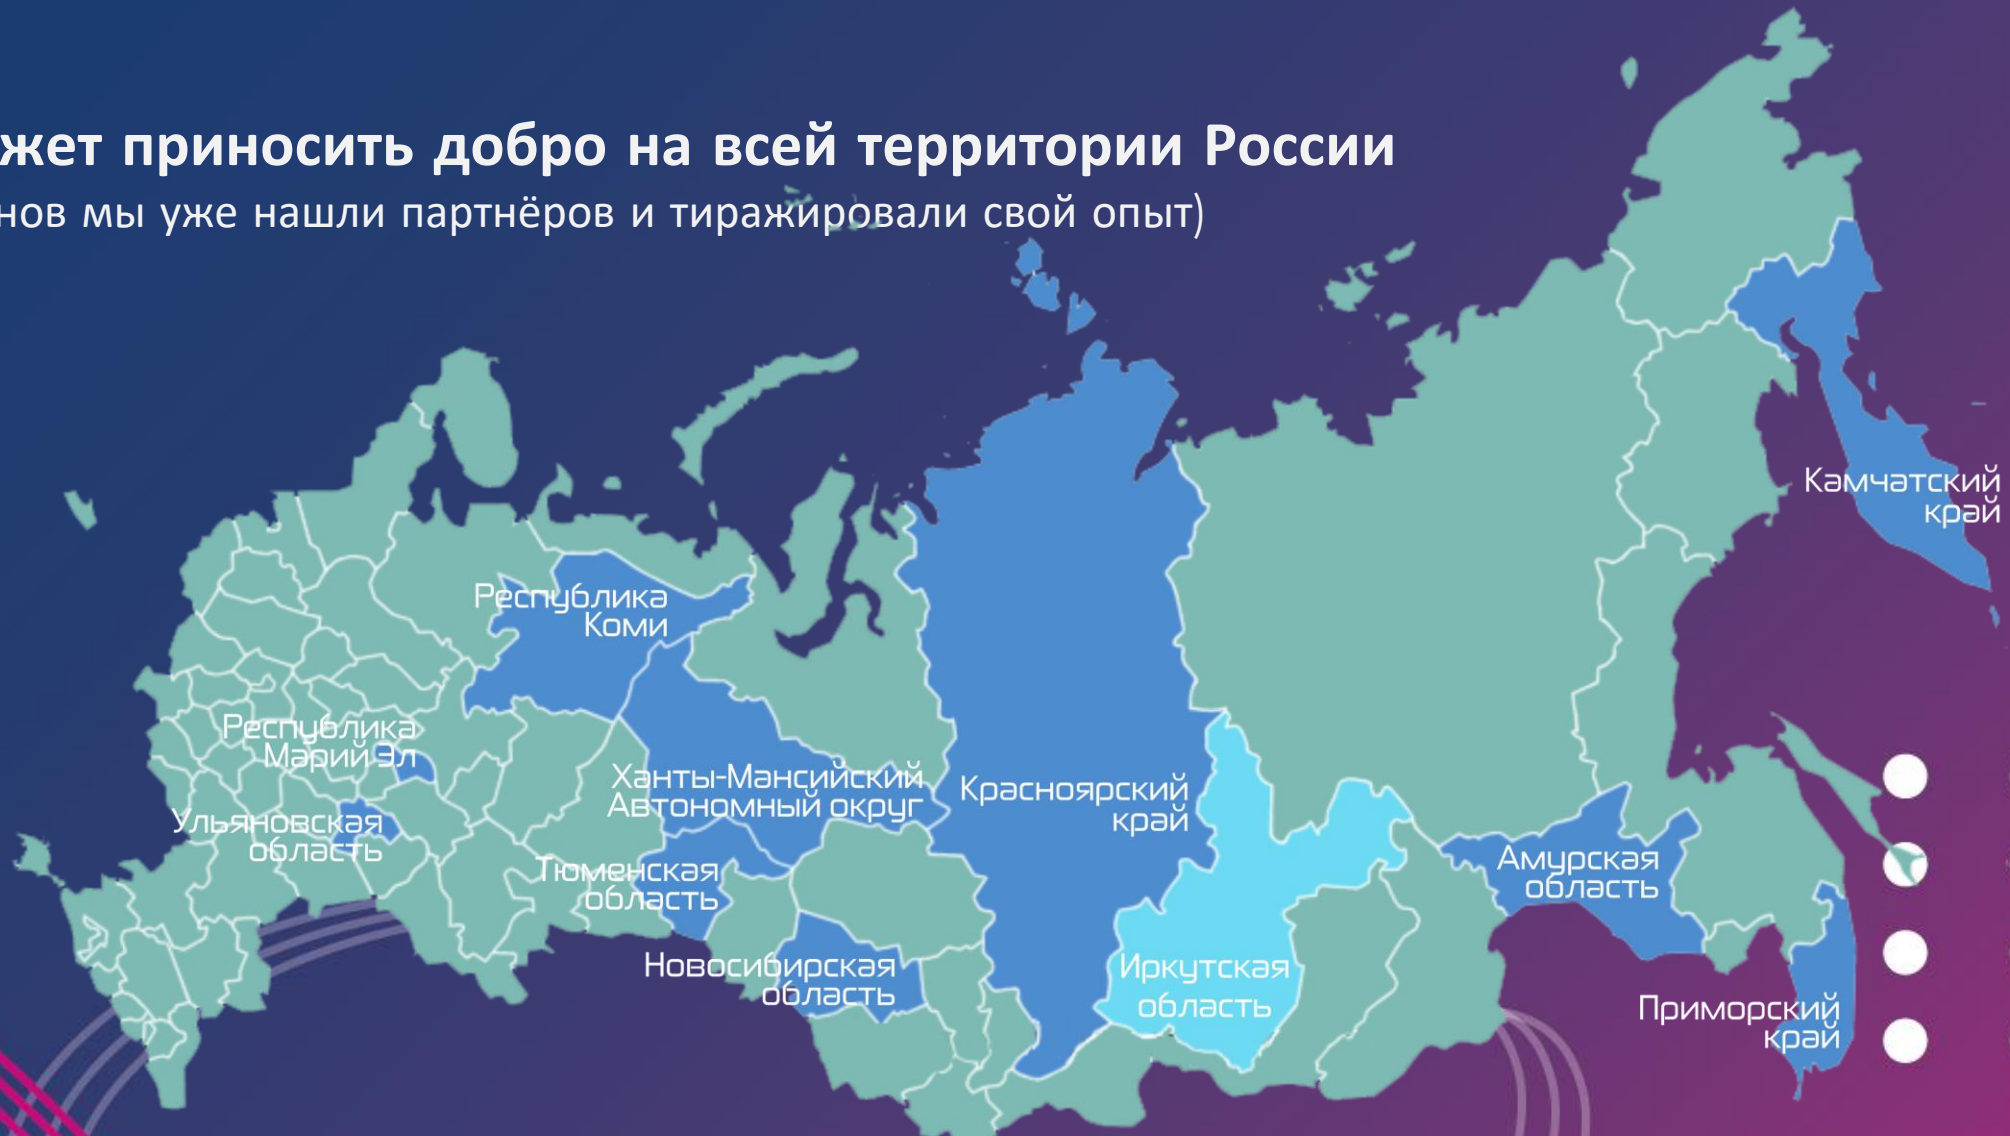 жет приносить добро на всей территории России
нов мы уже нашли партнёров и тиражировали свой опыт)
Камчатский
край
Республика
Коми
Республика
Марий Эл
Ханты-Мансийский
Автономный округ
Красноярский
край
Ульяновская
область
Тюменская
область
Амурская
область
Новосибирская
область
Иркутская
область
Приморский
край